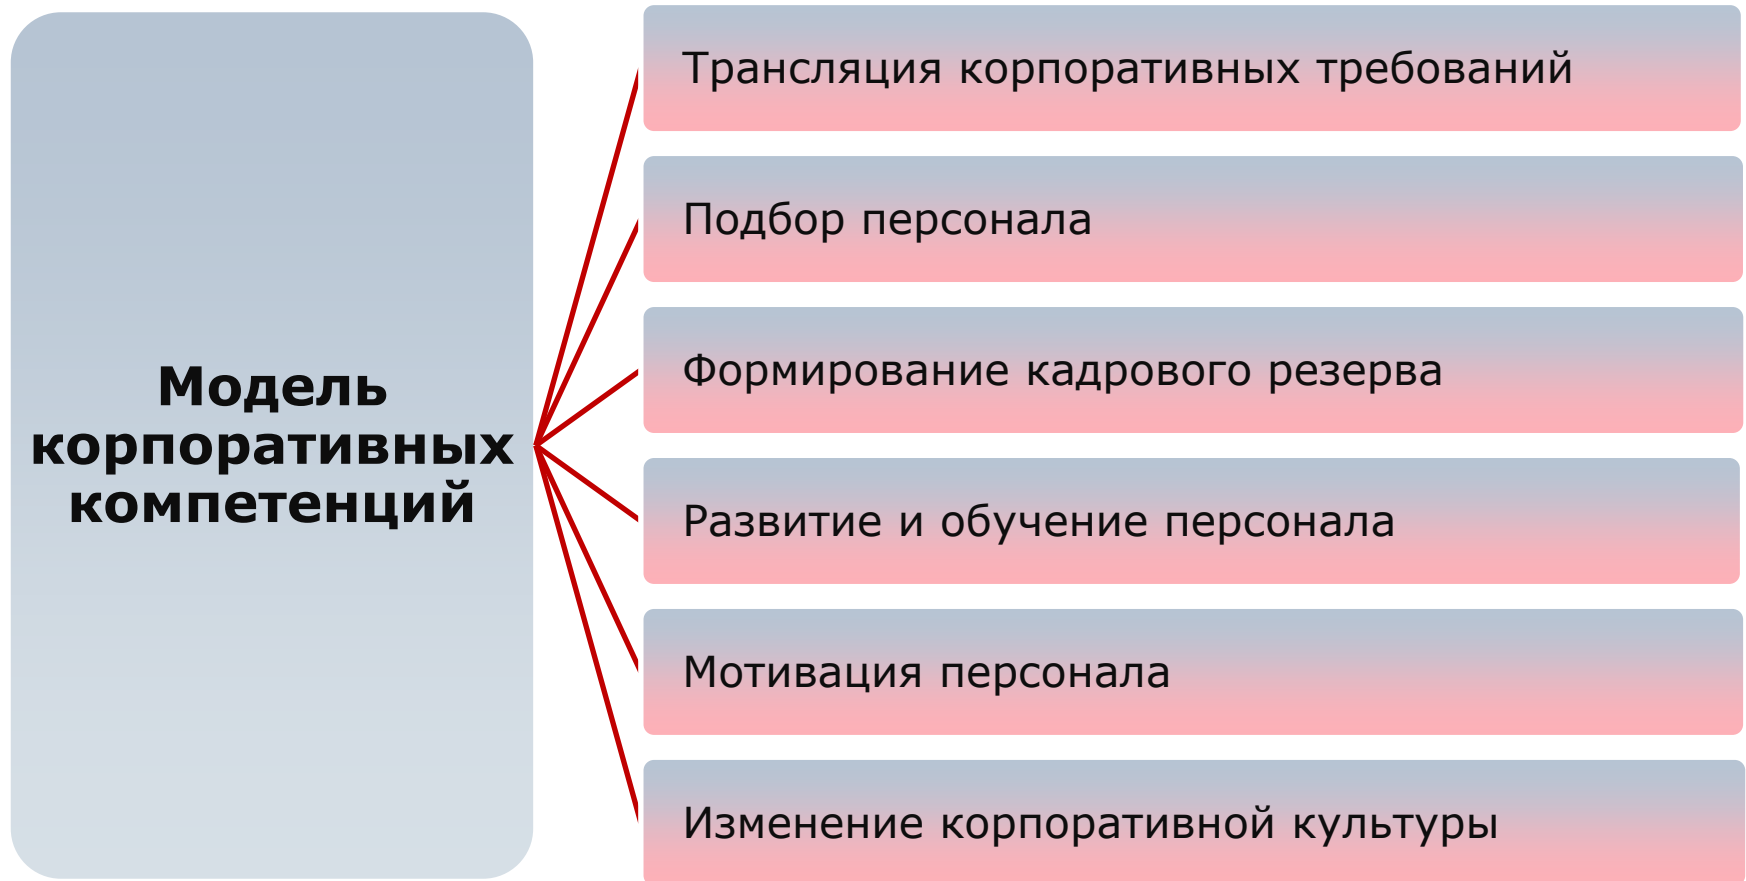 Модель
корпоративных
компетенций
Трансляция корпоративных требований
Подбор персонала
Формирование кадрового резерва
Развитие и обучение персонала
Мотивация персонала
Изменение корпоративной культуры